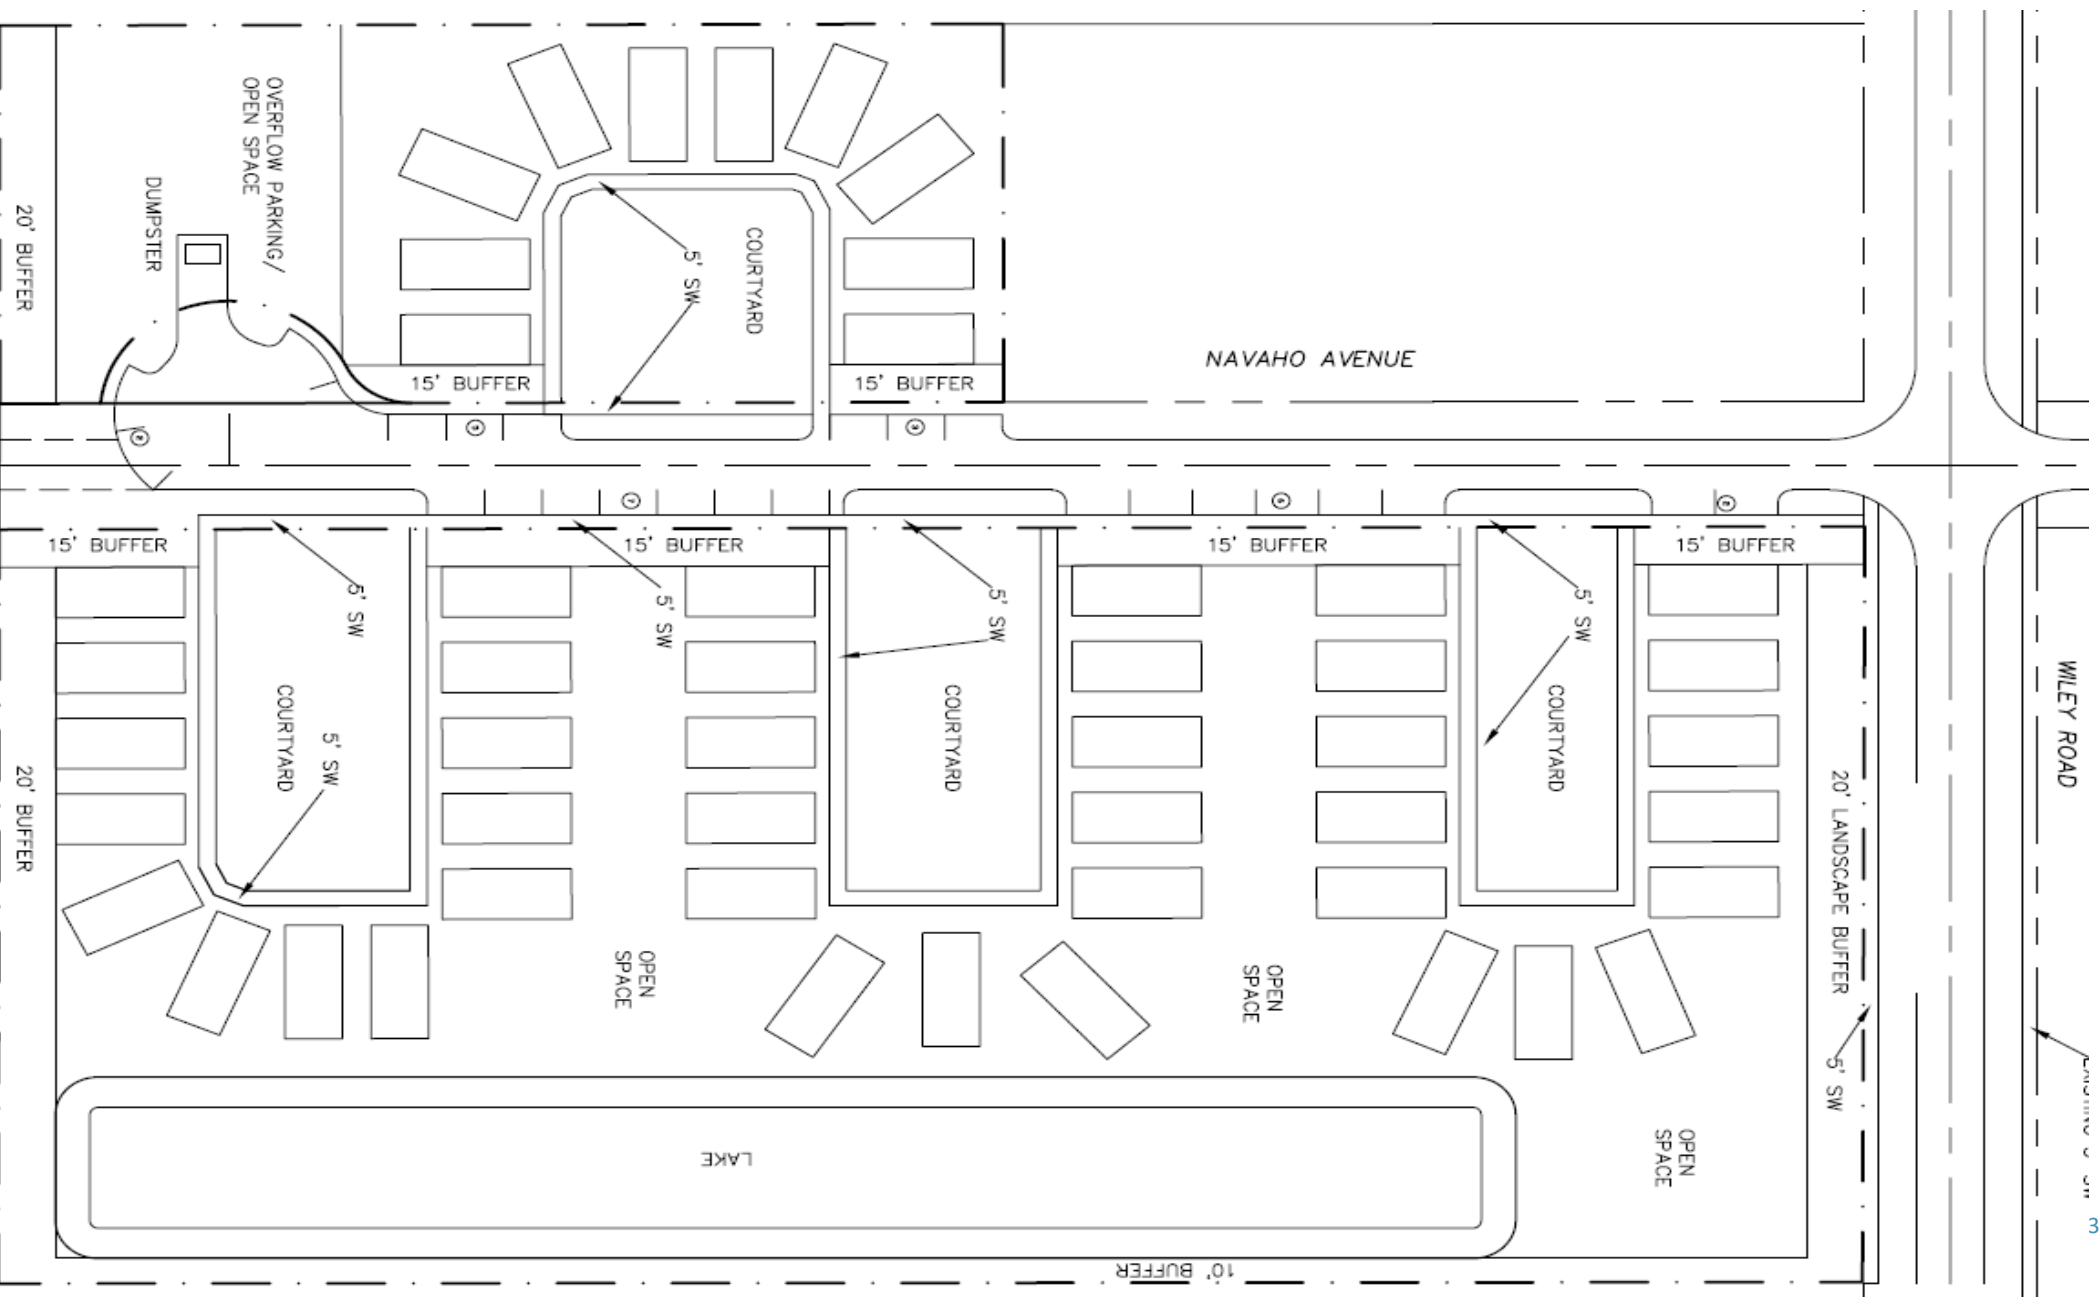 OVERFLOW PARKING/
OPEN SPACE
DUMPSTER
20' BUFFER
COURTYARD
5' SW
15' BUFFER
15' BUFFER
NAVAHO AVENUE
15' BUFFER
15' BUFFER
15' BUFFER
15' BUFFER
5' SW
5' SW
5' SW
5' SW
COURTYARD
5' SW
COURTYARD
COURTYARD
WILEY ROAD
20' BUFFER
20' LANDSCAPE BUFFER
OPEN
SPACE
OPEN
SPACE
5' SW
OPEN
SPACE
LAKE
3
10' BUFFER